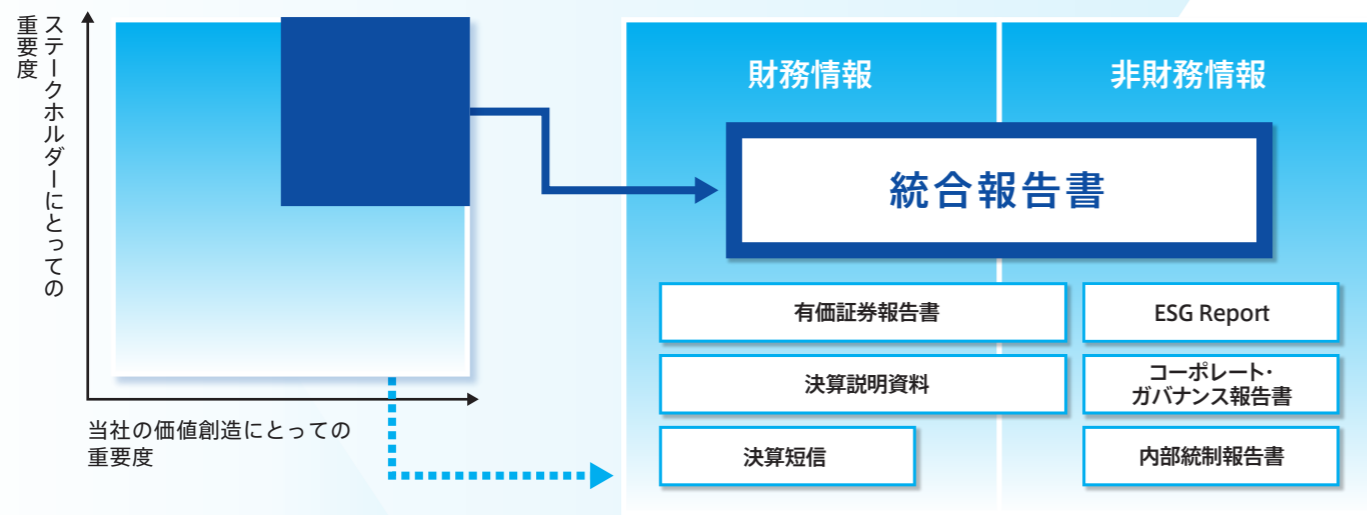 ステークホルダーにとっての
重要度
当社の価値創造にとっての
重要度
財務情報
非財務情報
統合報告書
有価証券報告書
ESG Report
決算説明資料
コーポレート・
ガバナンス報告書
決算短信
内部統制報告書